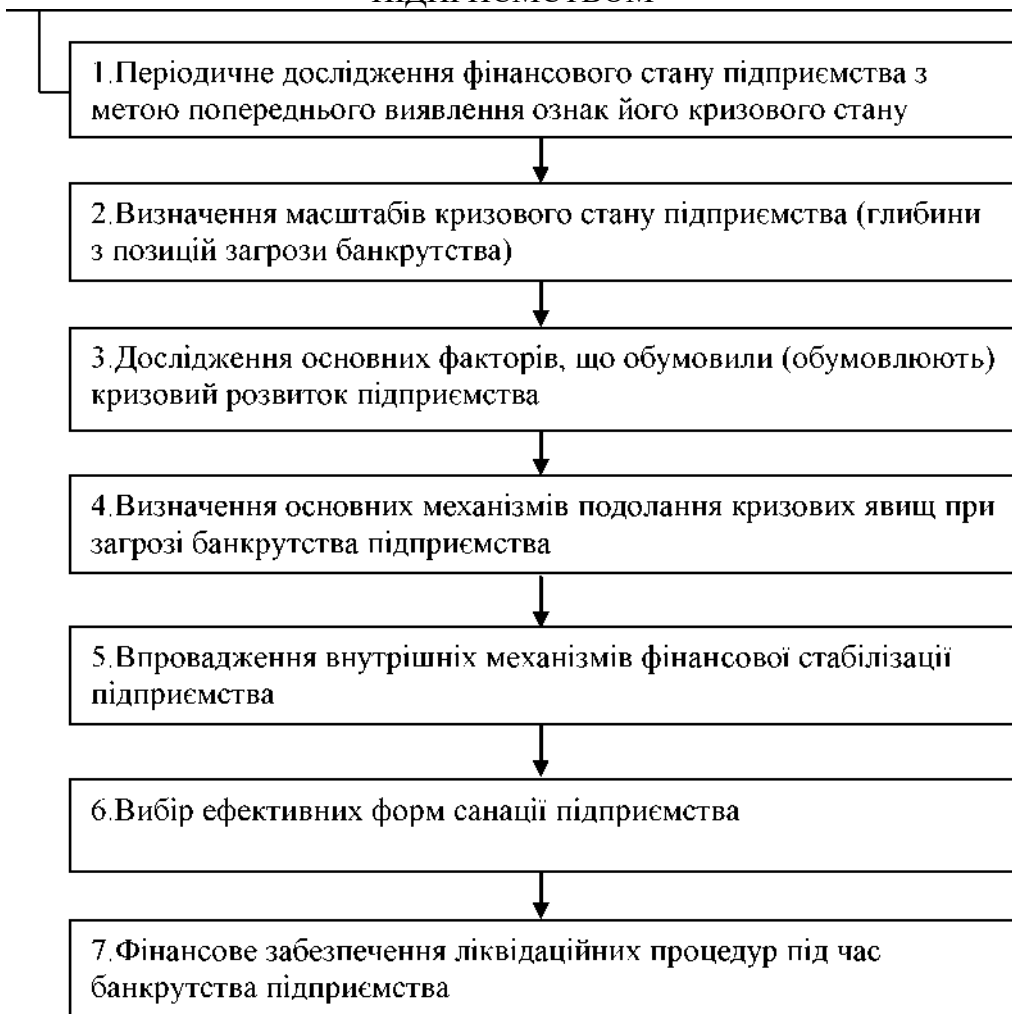 ПІДПРИЄМСТВОМ
1.Періодичне дослідження фінансового стану підприємства з
метою попереднього виявлення ознак його кризового стану
2.Визначення масштабів кризового стану підприємства (глибини
з позицій загрози банкрутства)
3.Дослідження основних факторів, що обумовили (обумовлюють)
кризовий розвиток підприємства
4.Визначення основних механізмів подолання кризових явищ при
загрозі банкрутства підприємства
5.Впровадження внутрішніх механізмів фінансової стабілізації
підприємства
6.Вибір ефективних форм санації підприємства
7.Фінансове забезпечення ліквідаційних процедур під час
банкрутства підприємства